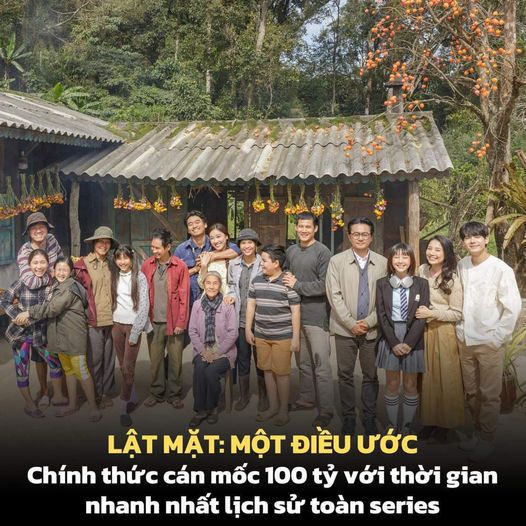 LẬT MẶT: MỘT ĐIỀU ƯỚC
Chính thức cán mốc 100 tỷ với thời gian
nhanh nhất lịch sử toàn series